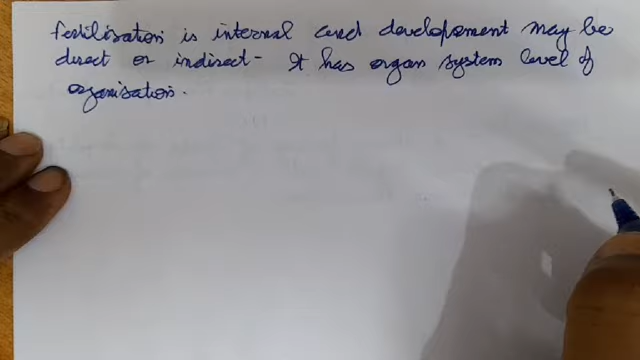 Fertilisation is internal and development may be
direct or indirect - It has organ system level of
organisation.